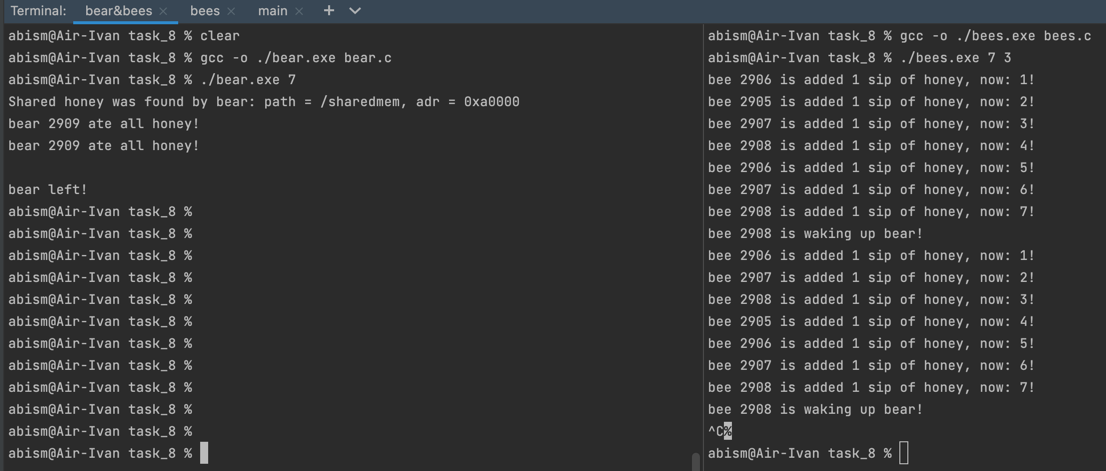 Terminal: bear&bees × bees × main × +
abism@Air-Ivan task_8 % clear
abism@Air-Ivan task_8 % gcc -o ./bear.exe bear.c
abism@Air-Ivan task_8 % ./bear.exe 7
Shared honey was found by bear: path = /sharedmem, adr = 0xa0000
bear 2909 ate all honey!
bear 2909 ate all honey!
bear left!
abism@Air-Ivan task_8 %
abism@Air-Ivan task_8 %
abism@Air-Ivan task_8 %
abism@Air-Ivan task_8 %
abism@Air-Ivan task_8 %
abism@Air-Ivan task_8 %
abism@Air-Ivan task_8 %
abism@Air-Ivan task_8 %
abism@Air-Ivan task_8 %
abism@Air-Ivan task_8 %
abism@Air-Ivan task_8 %
abism@Air-Ivan task_8 %
abism@Air-Ivan task_8 % gcc -o ./bees.exe bees.c
abism@Air-Ivan task_8 % ./bees.exe 7 3
bee 2906 is added 1 sip of honey, now: 1!
bee 2905 is added 1 sip of honey, now: 2!
bee 2907 is added 1 sip of honey, now: 3!
bee 2908 is added 1 sip of honey, now: 4!
bee 2906 is added 1 sip of honey, now: 5!
bee 2907 is added 1 sip of honey, now: 6!
bee 2908 is added 1 sip of honey, now: 7!
bee 2908 is waking up bear!
bee 2906 is added 1 sip of honey, now: 1!
bee 2907 is added 1 sip of honey, now: 2!
bee 2908 is added 1 sip of honey, now: 3!
bee 2905 is added 1 sip of honey, now: 4!
bee 2906 is added 1 sip of honey, now: 5!
bee 2907 is added 1 sip of honey, now: 6!
bee 2908 is added 1 sip of honey, now: 7!
bee 2908 is waking up bear!
^C%
abism@Air-Ivan task_8 %